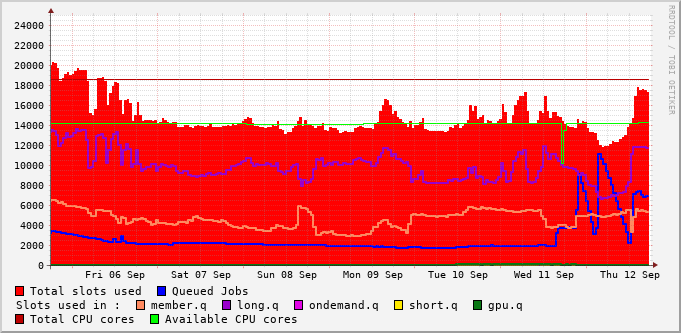 RRDTOOL / TOBI OETIKER
24000
22000
20000
18000
16000
14000
12000
10000
8000
6000
4000
2000
0
Fri 06 Sep Sat 07 Sep Sun 08 Sep Mon 09 Sep Tue 10 Sep Wed 11 Sep Thu 12 Sep
Total slots used Queued Jobs
Slots used in : member.q long.q ondemand.q short.q gpu.q
Total CPU cores Available CPU cores